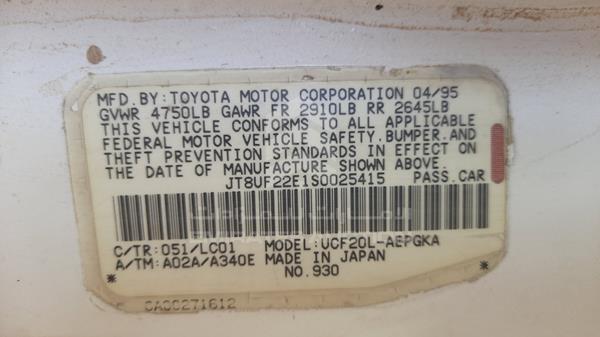 MFD.BY:TOYOTA MOTOR CORPORATION 04/95
GVWR 4750LB GAWR FR 2910LB RR 2645LB
THIS VEHICLE CONFORMS TO ALL APPLICABLE
FEDERAL MOTOR VEHICLE SAFETY,BUMPER,AND
THEFT PREVENTION STANDARDS IN EFFECT ON
THE DATE OF MANUFACTURE SHOWN ABOVE.
JT8UF22E1S0025415 PASS.CAR
C/TR:051/LC01 MODEL:UCF20L-AEPGKA
A/TM:A02A/A340E MADE IN JAPAN
* NO.930 *
CACC271612